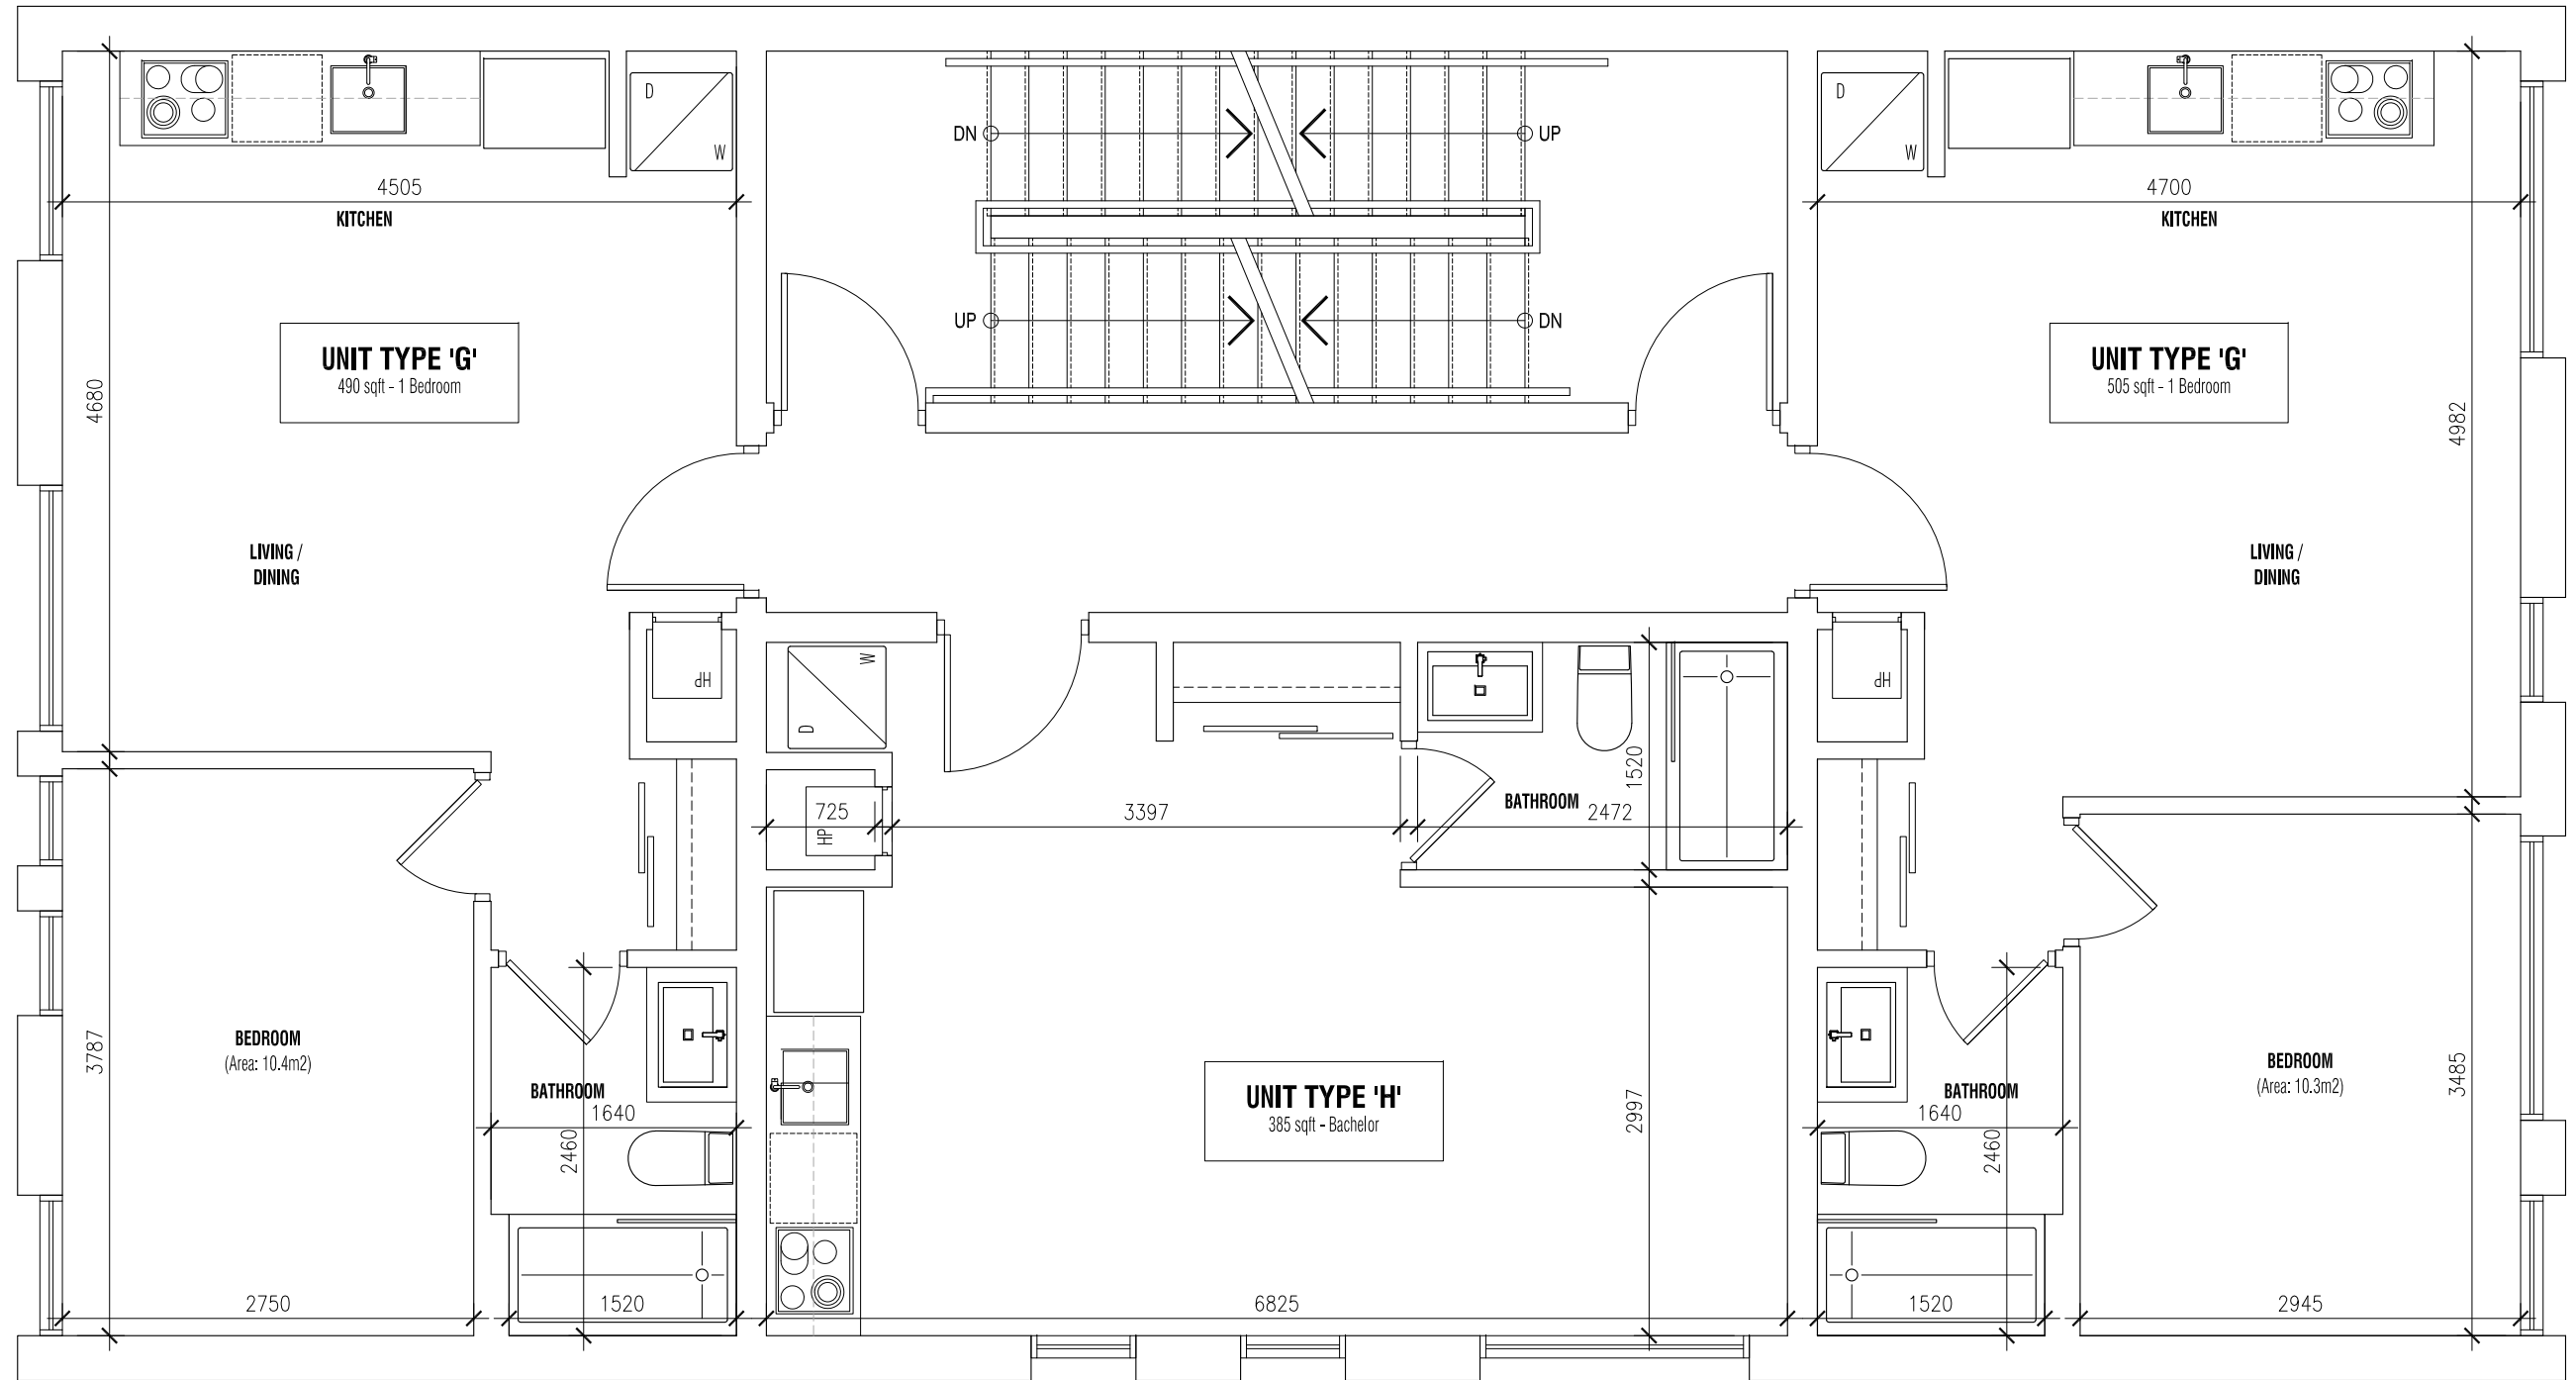 D
W
D
W
DN
UP
4505
4700
KITCHEN
KITCHEN
UP
DN
UNIT TYPE 'G'
490 sqft - 1 Bedroom
UNIT TYPE 'G'
505 sqft - 1 Bedroom
4680
4982
LIVING /
DINING
LIVING /
DINING
HP
W
D
HP
1520
BATHROOM
725
3397
2472
HP
BEDROOM
(Area: 10.4m2)
3787
BATHROOM
1640
2460
UNIT TYPE 'H'
385 sqft - Bachelor
2997
BATHROOM
1640
2460
BEDROOM
(Area: 10.3m2)
3485
2750
1520
6825
1520
2945